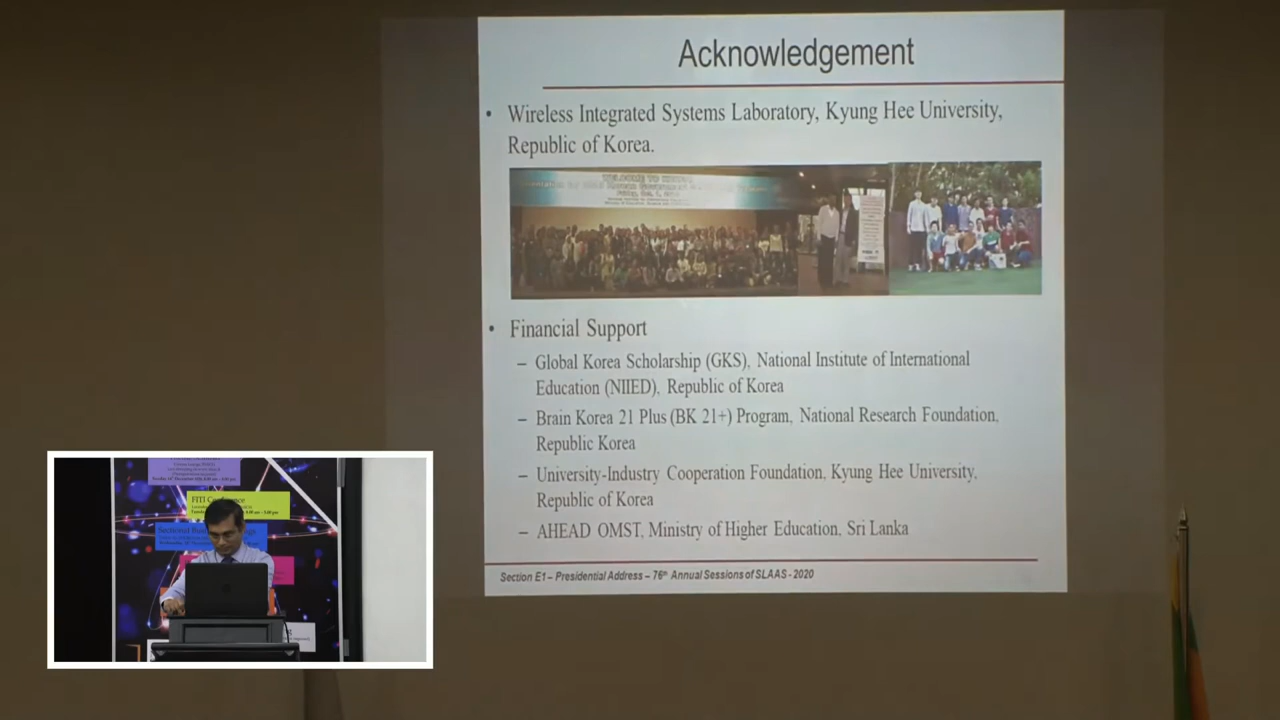 Acknowledgement
• Wireless Integrated Systems Laboratory, Kyung Hee University,
Republic of Korea.
• Financial Support
– Global Korea Scholarship (GKS), National Institute of International
Education (NIIED), Republic of Korea
– Brain Korea 21 Plus (BK 21+) Program, National Research Foundation,
Republic Korea
– University-Industry Cooperation Foundation, Kyung Hee University,
Republic of Korea
– AHEAD OMST, Ministry of Higher Education, Sri Lanka
Section E1 – Presidential Address – 76th Annual Sessions of SLAAS - 2020
FITI Conference
Sectional